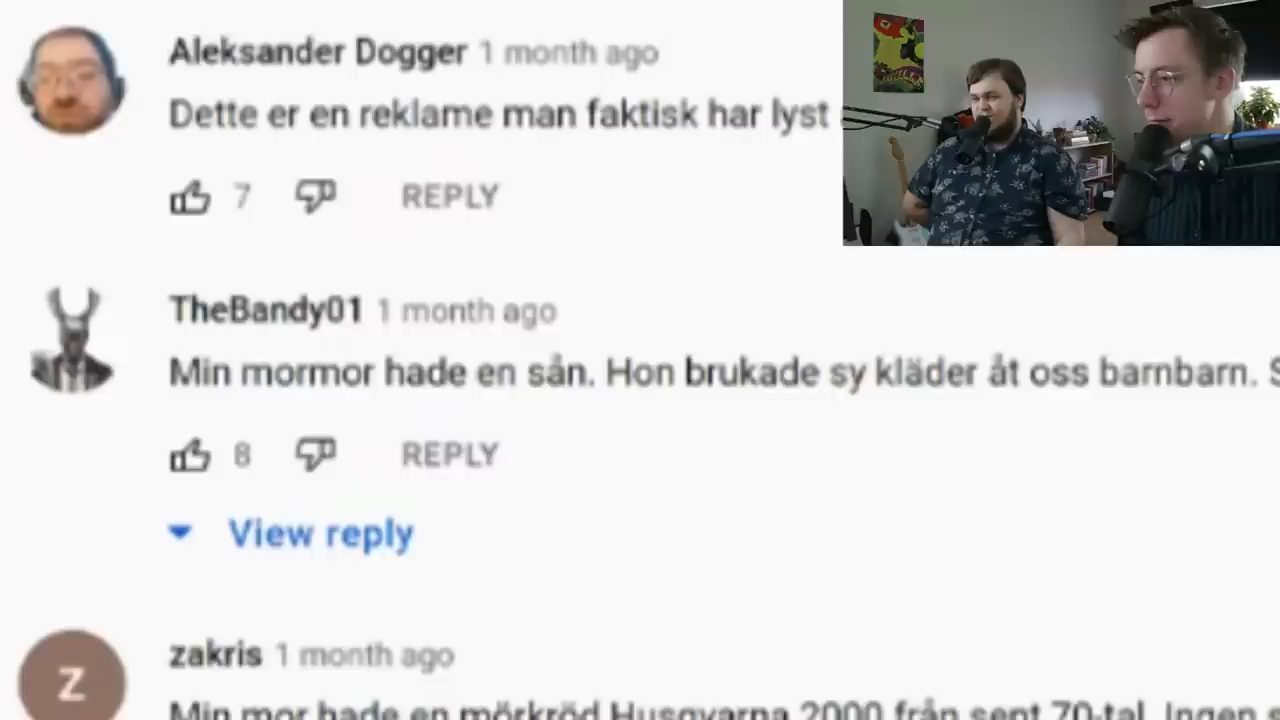 Aleksander Dogger 1 month ago
Dette er en reklame man faktisk har lyst
7 REPLY
TheBandy01 1 month ago
Min mormor hade en sån. Hon brukade sy kläder åt oss barnbarn. S
8 REPLY
View reply
Z
zakris 1 month ago
Min mor hade en mörkröd Husqvarna 2000 från sent 70-tal. Ingen s